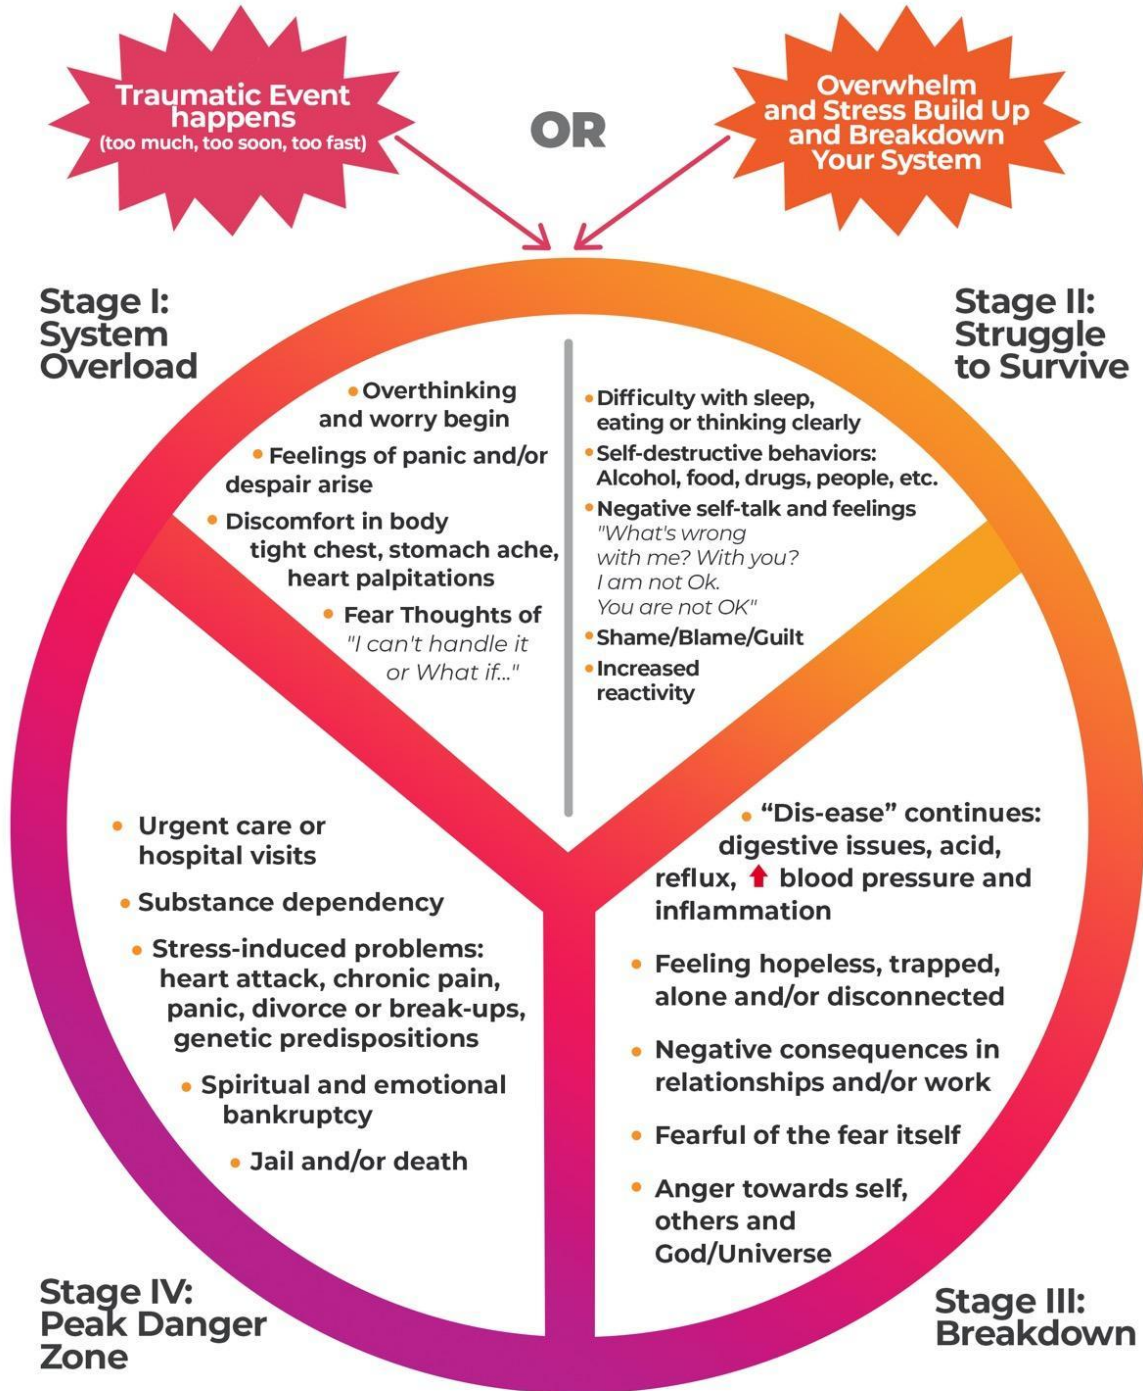 Traumatic Event
happens
(too much, too soon, too fast)
OR
Overwhelm
and Stress Build Up
and Breakdown
Your System
Stage I:
System
Overload
• Overthinking
and worry begin
• Feelings of panic and/or
despair arise
• Discomfort in body
tight chest, stomach ache,
heart palpitations
• Fear Thoughts of
"I can't handle it
or What if..."
Stage II:
Struggle
to Survive
• Difficulty with sleep,
eating or thinking clearly
• Self-destructive behaviors:
Alcohol, food, drugs, people, etc.
• Negative self-talk and feelings
"What's wrong
with me? With you?
I am not Ok.
You are not OK"
• Shame/Blame/Guilt
• Increased
reactivity
• “Dis-ease” continues:
digestive issues, acid,
reflux, ⬆ blood pressure and
inflammation
• Feeling hopeless, trapped,
alone and/or disconnected
• Negative consequences in
relationships and/or work
• Fearful of the fear itself
• Anger towards self,
others and
God/Universe
Stage III:
Breakdown
• Urgent care or
hospital visits
• Substance dependency
• Stress-induced problems:
heart attack, chronic pain,
panic, divorce or break-ups,
genetic predispositions
• Spiritual and emotional
bankruptcy
• Jail and/or death
Stage IV:
Peak Danger
Zone